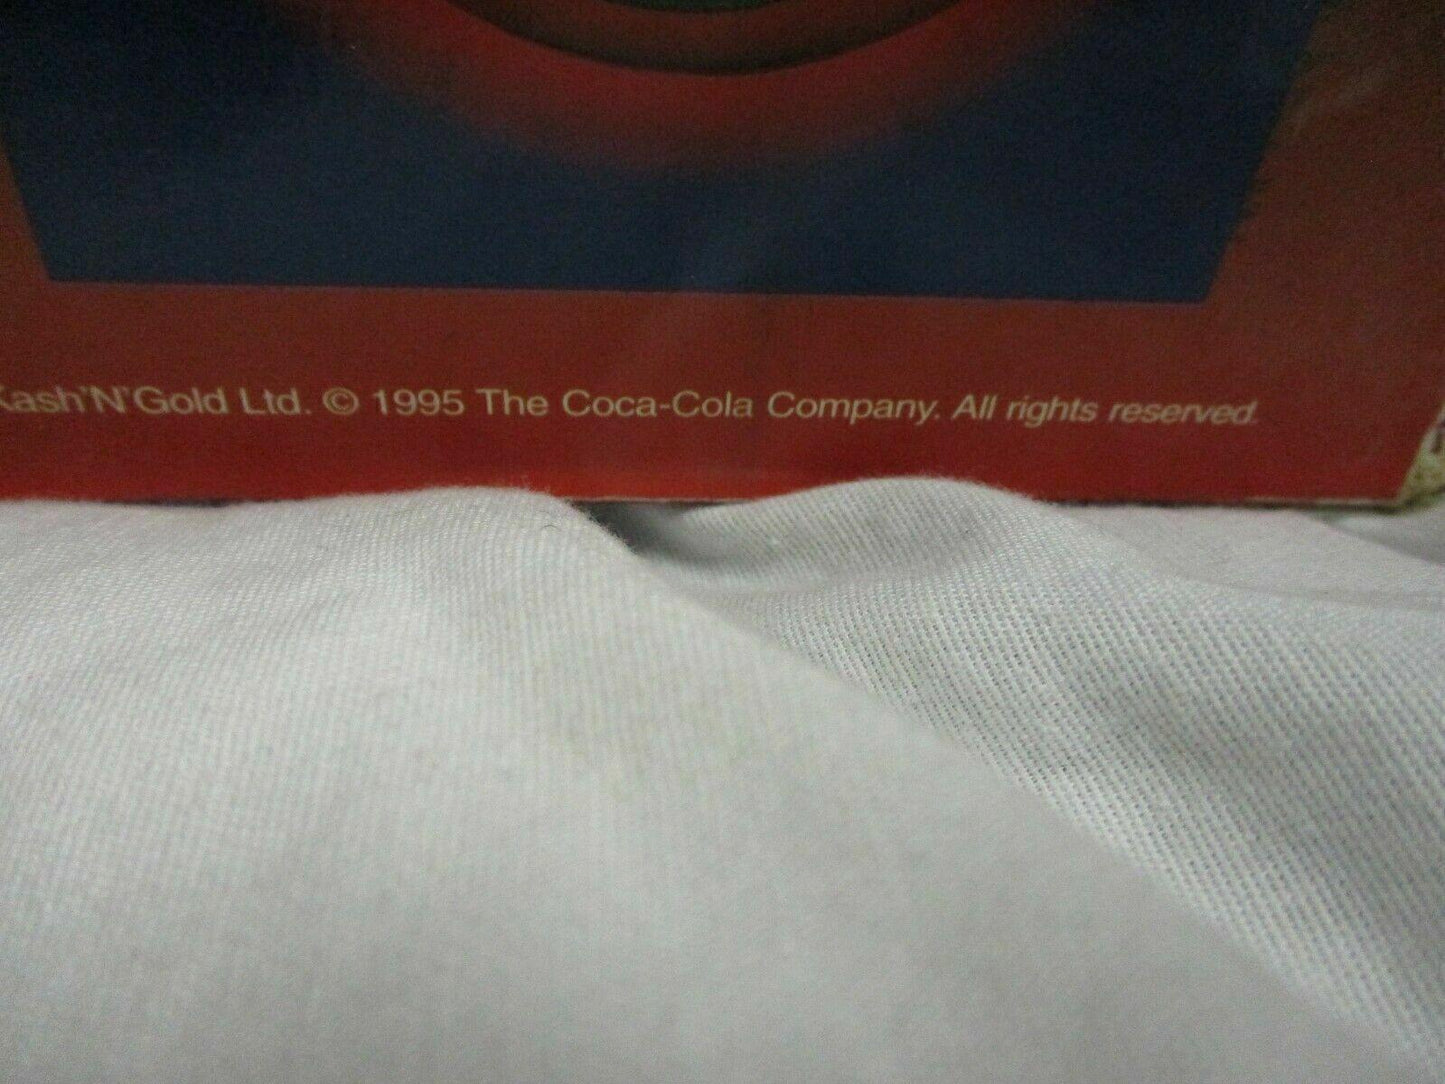 Kash'N'Gold Ltd. © 1995 The Coca-Cola Company. All rights reserved.